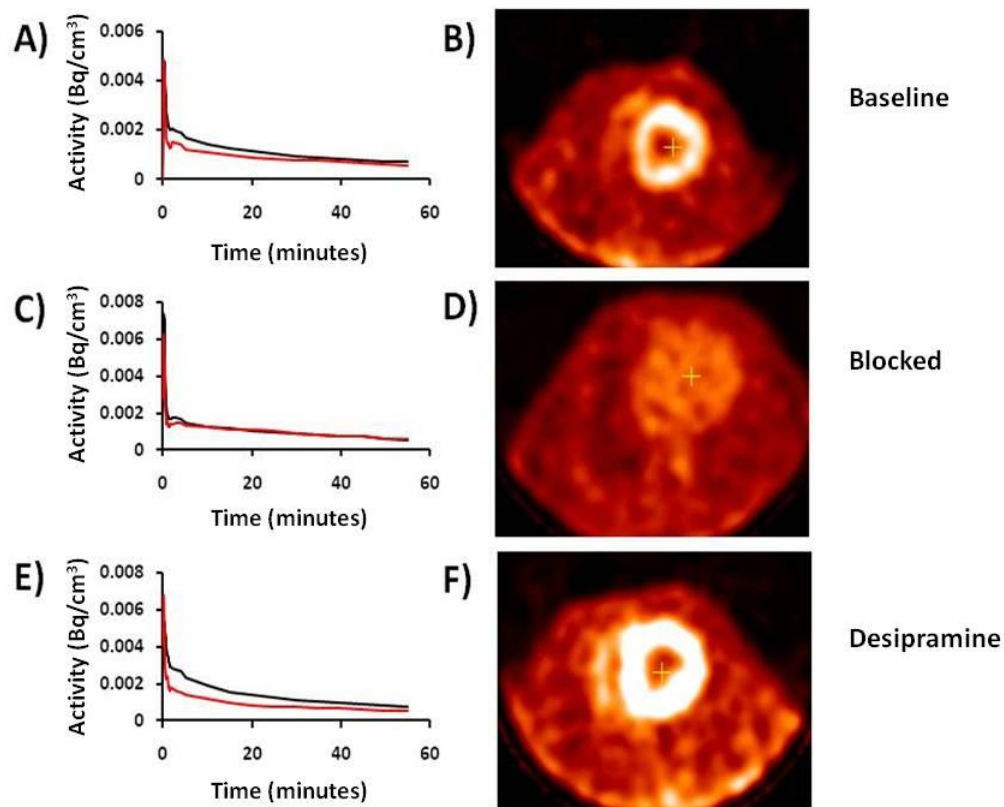 A)
Activity (Bq/cm³)
0.006
0.004
0.002
0
0 20 40 60
Time (minutes)
B)
Baseline
C)
Activity (Bq/cm³)
0.008
0.006
0.004
0.002
0
0 20 40 60
Time (minutes)
D)
Blocked
E)
Activity (Bq/cm³)
0.008
0.006
0.004
0.002
0
0 20 40 60
Time (minutes)
F)
Desipramine